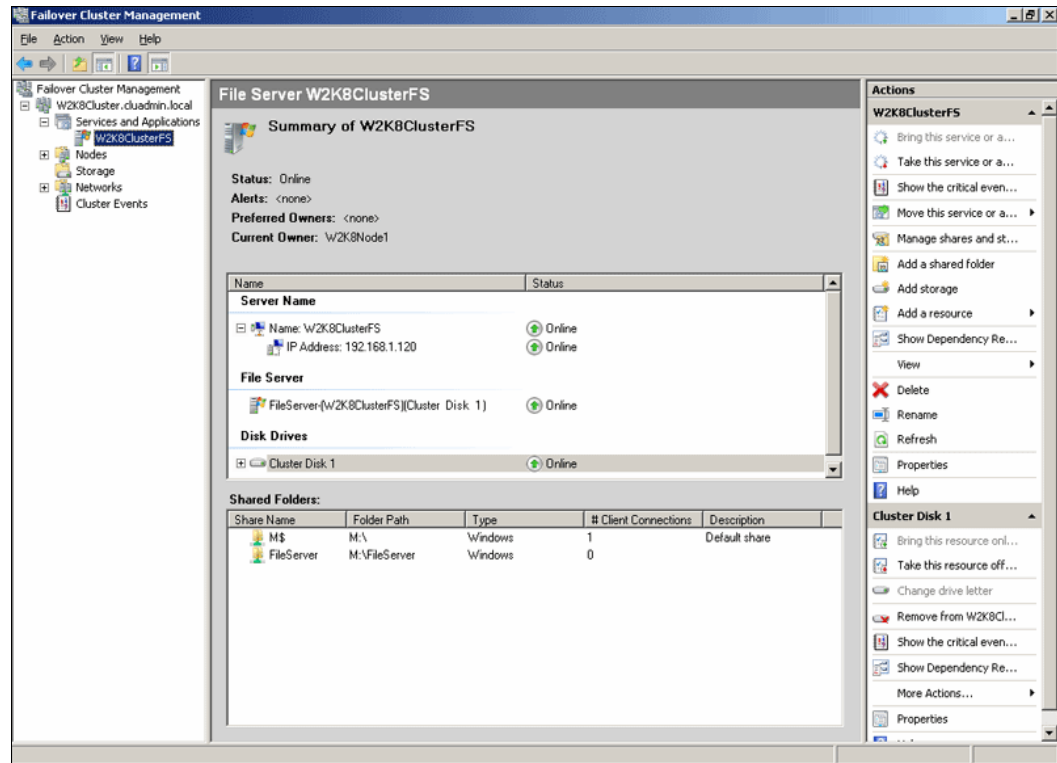 Failover Cluster Management
File Action View Help
Failover Cluster Management
W2K8Cluster.cluadmin.local
Services and Applications
W2K8ClusterFS
Nodes
Storage
Networks
Cluster Events
File Server W2K8ClusterFS
Summary of W2K8ClusterFS
Status: Online
Alerts: <none>
Preferred Owners: <none>
Current Owner: W2K8Node1
Name Status
Server Name
Name: W2K8ClusterFS Online
IP Address: 192.168.1.120 Online
File Server
FileServer-(W2K8ClusterFS)(Cluster Disk 1) Online
Disk Drives
Cluster Disk 1 Online
Shared Folders:
Share Name Folder Path Type # Client Connections Description
M$ M:\ Windows 1 Default share
FileServer M:\FileServer Windows 0
Actions
W2K8ClusterFS
Bring this service or a...
Take this service or a...
Show the critical even...
Move this service or a...
Manage shares and st...
Add a shared folder
Add storage
Add a resource
Show Dependency Re...
View
Delete
Rename
Refresh
Properties
Help
Cluster Disk 1
Bring this resource onl...
Take this resource off...
Change drive letter
Remove from W2K8Cl...
Show the critical even...
Show Dependency Re...
More Actions...
Properties